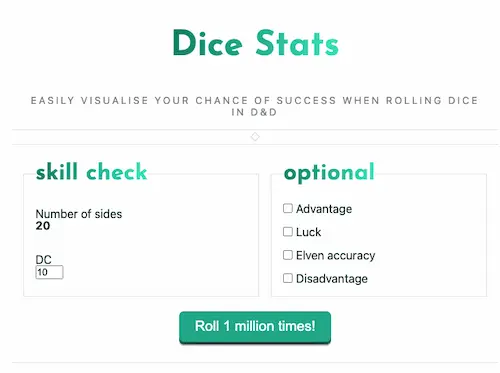 Dice Stats
EASILY VISUALISE YOUR CHANCE OF SUCCESS WHEN ROLLING DICE
IN D&D
skill check
Number of sides
20
DC
10
optional
Advantage
Luck
Elven accuracy
Disadvantage
Roll 1 million times!